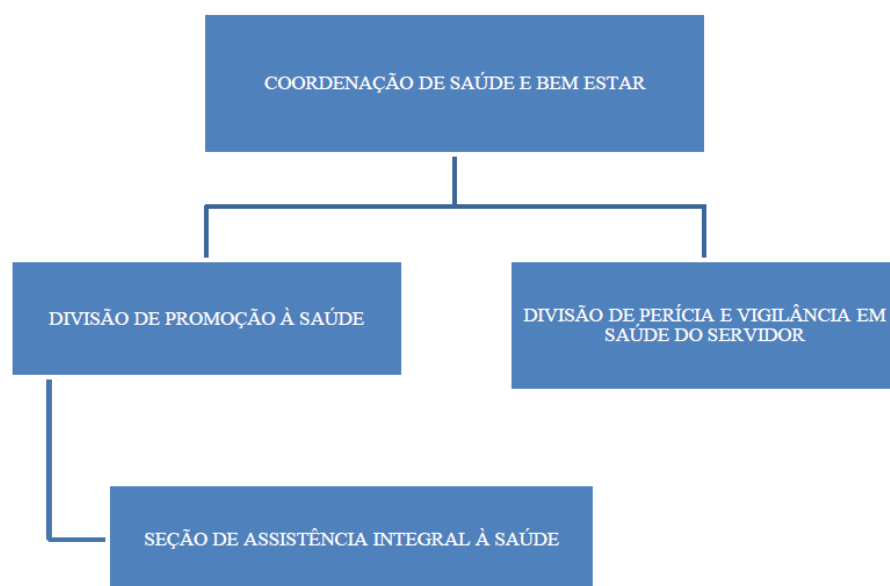 COORDENAÇÃO DE SAÚDE E BEM ESTAR
DIVISÃO DE PROMOÇÃO À SAÚDE
DIVISÃO DE PERÍCIA E VIGILÂNCIA EM
SAÚDE DO SERVIDOR
SEÇÃO DE ASSISTÊNCIA INTEGRAL À SAÚDE